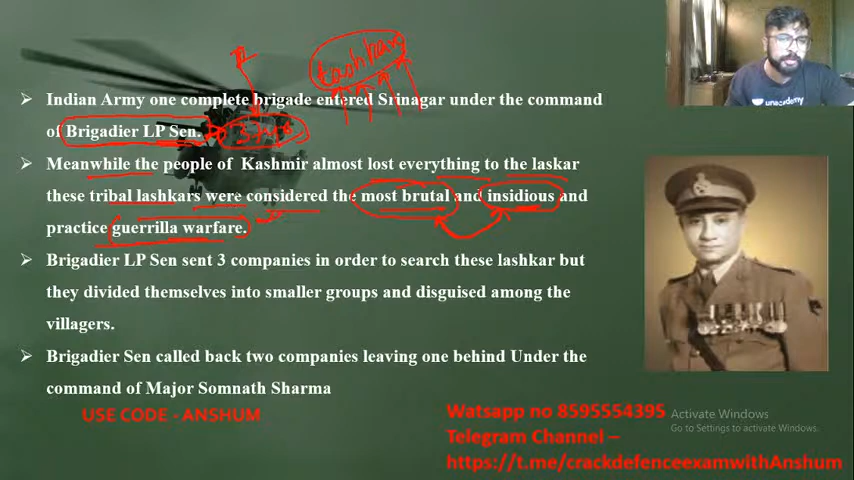 lashkar
Indian Army one complete brigade entered Srinagar under the command
of Brigadier LP Sen.
Meanwhile the people of Kashmir almost lost everything to the laskar
these tribal lashkars were considered the most brutal and insidious and
practice guerrilla warfare.
Brigadier LP Sen sent 3 companies in order to search these lashkar but
they divided themselves into smaller groups and disguised among the
villagers.
Brigadier Sen called back two companies leaving one behind Under the
command of Major Somnath Sharma
USE CODE - ANSHUM
Watsapp no 8595554395
Telegram Channel –
https://t.me/crackdefenceexamwithAnshum
Activate Windows
Go to Settings to activate Windows.
unacademy